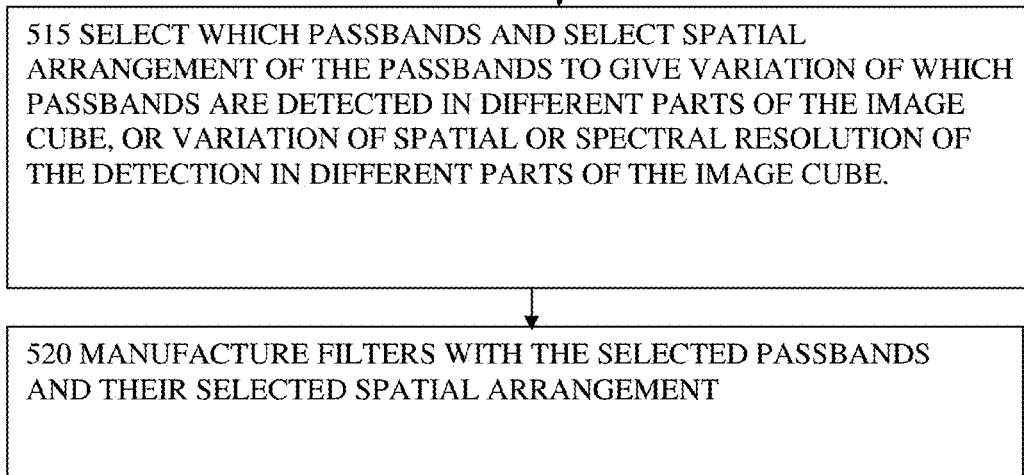 515 SELECT WHICH PASSBANDS AND SELECT SPATIAL
ARRANGEMENT OF THE PASSBANDS TO GIVE VARIATION OF WHICH
PASSBANDS ARE DETECTED IN DIFFERENT PARTS OF THE IMAGE
CUBE, OR VARIATION OF SPATIAL OR SPECTRAL RESOLUTION OF
THE DETECTION IN DIFFERENT PARTS OF THE IMAGE CUBE.
520 MANUFACTURE FILTERS WITH THE SELECTED PASSBANDS
AND THEIR SELECTED SPATIAL ARRANGEMENT